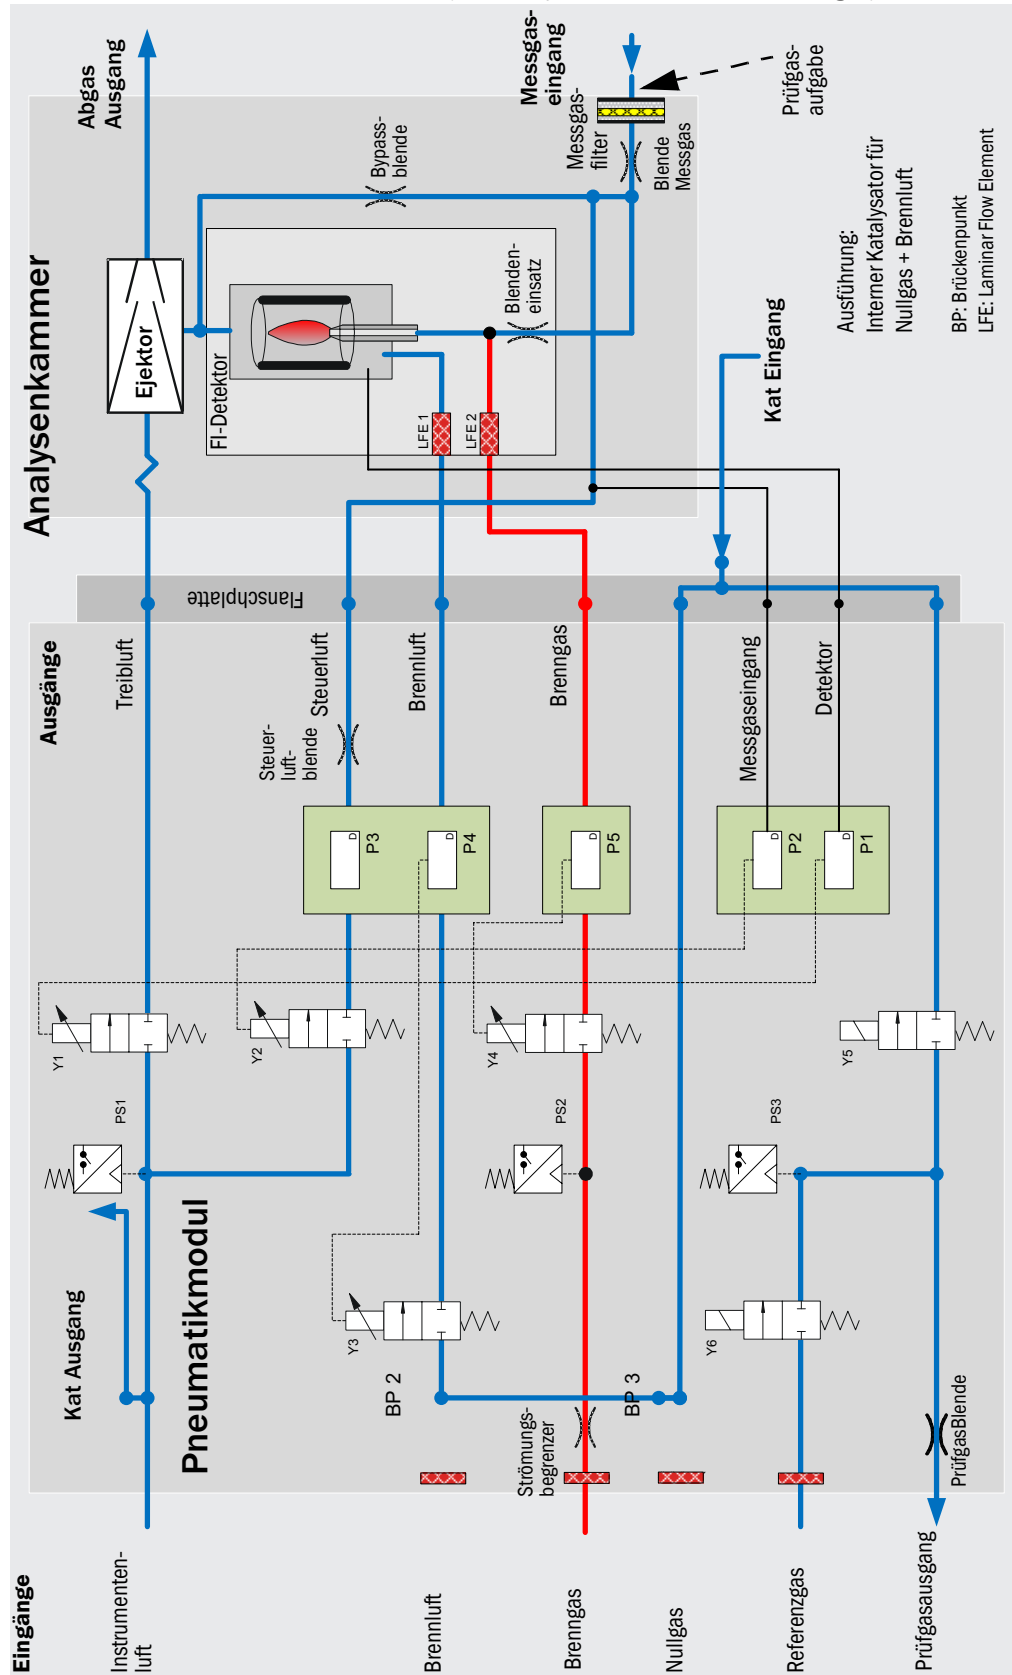 Analysenkammer
Abgas
Ausgang
Ejektor
FI-Detektor
Bypass-
blende
Messgas-
eingang
Messgas-
filter
Blende
Messgas
Prüfgas-
aufgabe
Blenden-
einsatz
LFE 1
LFE 2
Kat Eingang
Ausführung:
Interner Katalysator für
Nullgas + Brennluft
BP: Brückenpunkt
LFE: Laminar Flow Element
Flanschplatte
Ausgänge
Treibluft
Steuerluft
Brennluft
Brenngas
Messgaseingang
Detektor
Steuer-
luft-
blende
D
P3
D
P4
D
P5
D
P2
D
P1
Y1
Y2
Y4
Y5
PS1
PS2
PS3
Y3
Y6
Pneumatikmodul
Kat Ausgang
BP 2
BP 3
Strömungs-
begrenzer
PrüfgasBlende
Eingänge
Instrumenten-
luft
Brennluft
Brenngas
Nullgas
Referenzgas
Prüfgasausgang